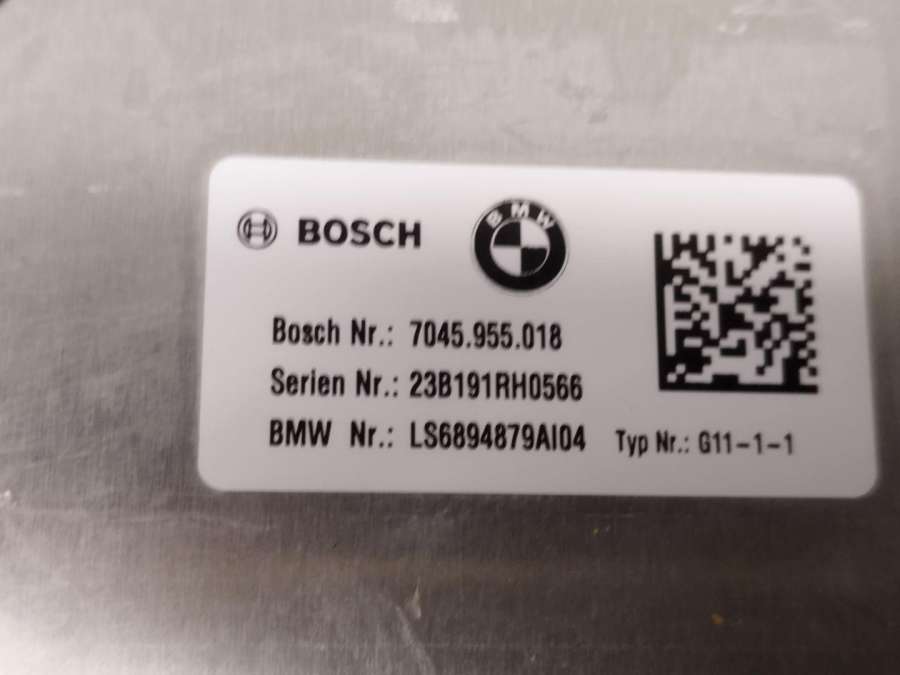 BOSCH BMW
Bosch Nr.: 7045.955.018
Serien Nr.: 23B191RH0566
BMW Nr.: LS6894879AI04 Typ Nr.: G11-1-1